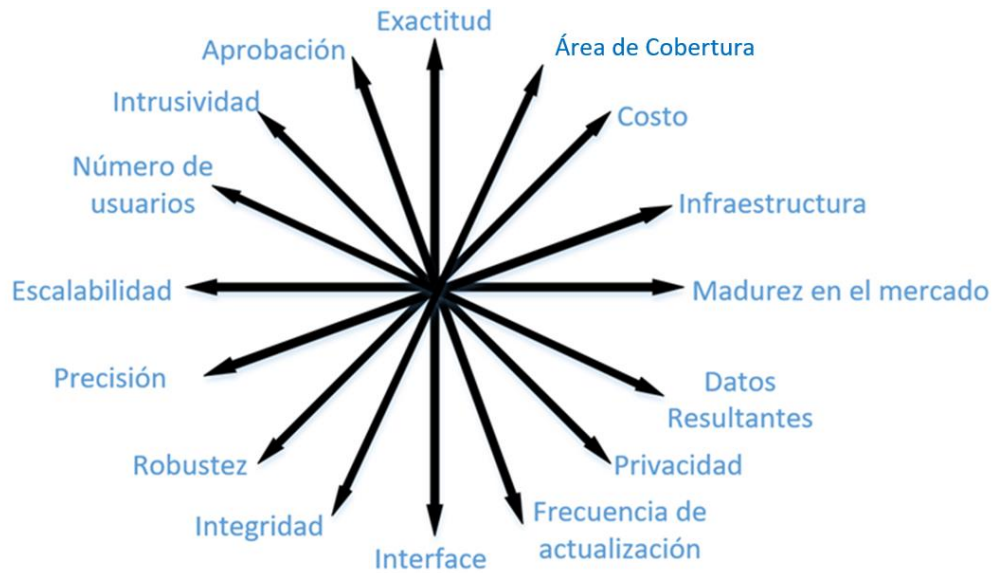 Exactitud
Área de Cobertura
Costo
Infraestructura
Madurez en el mercado
Datos
Resultantes
Privacidad
Frecuencia de
actualización
Interface
Integridad
Robustez
Precisión
Escalabilidad
Número de
usuarios
Intrusividad
Aprobación